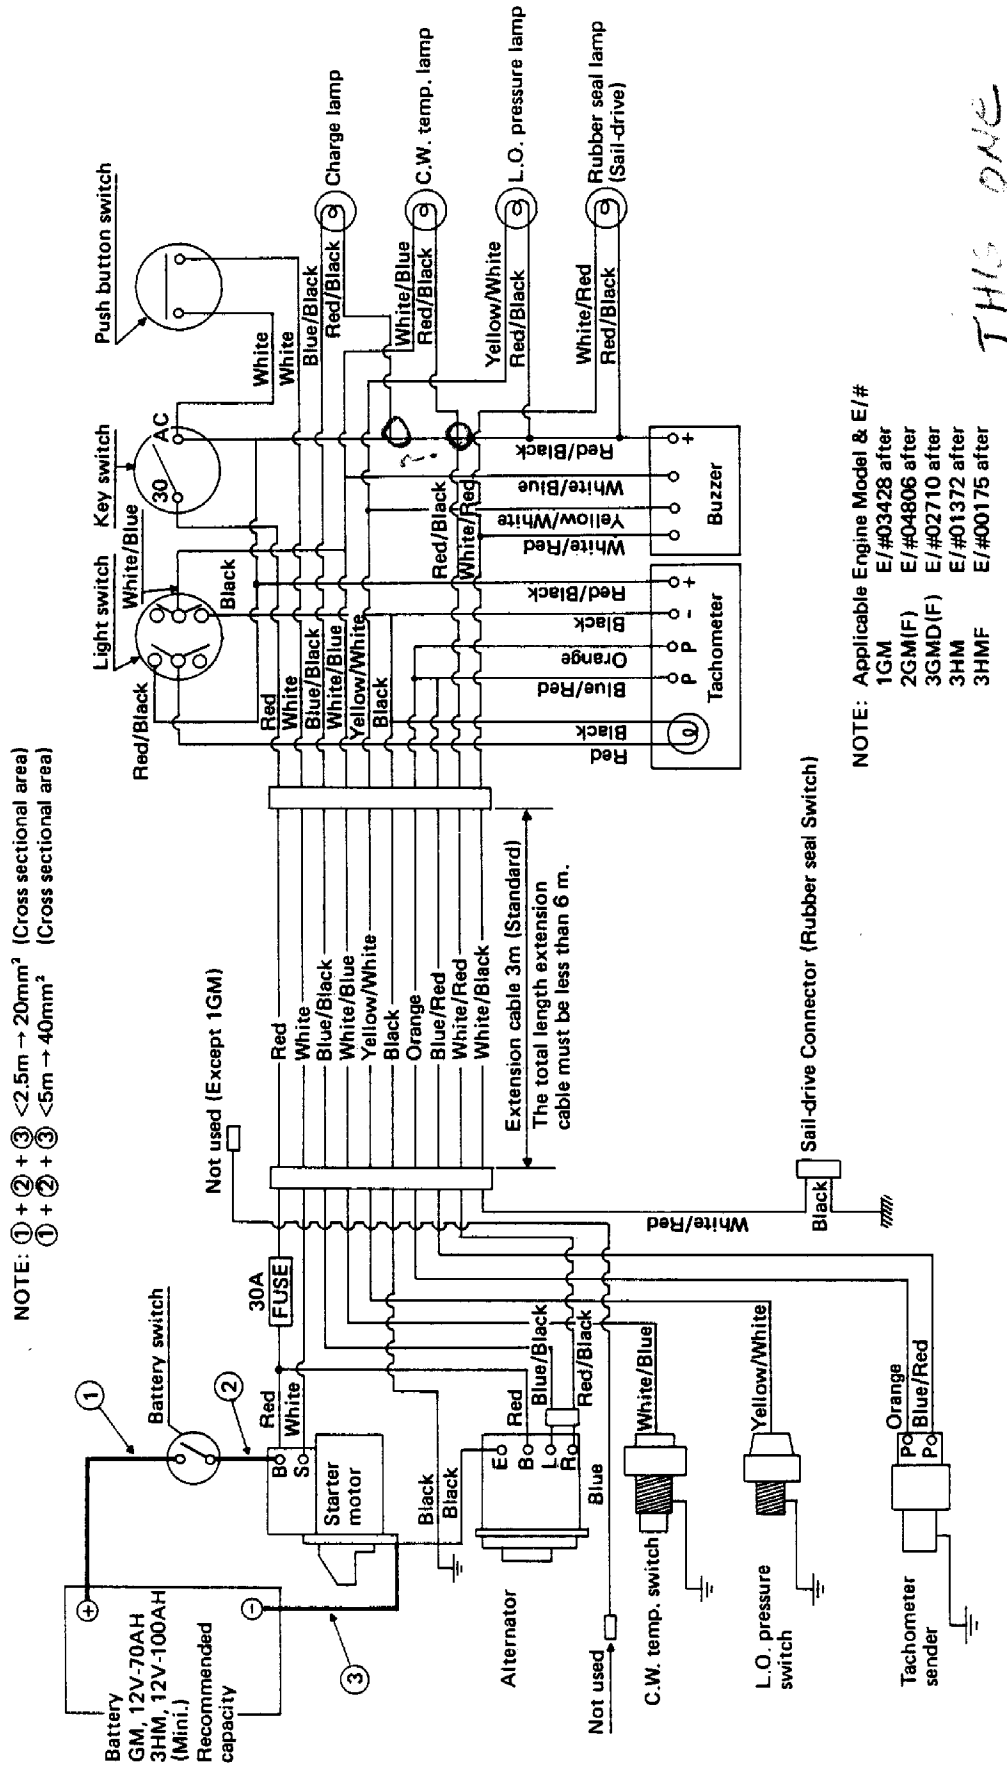 NOTE: ① + ② + ③ <2.5m → 20mm² (Cross sectional area)
① + ② + ③ <5m → 40mm² (Cross sectional area)
Battery
GM, 12V-70AH
3HM, 12V-100AH
(Mini.)
Recommended
capacity
+
-
①
②
③
Battery switch
B
S
Starter
motor
Red
White
30A
FUSE
Not used (Except 1GM)
Black
Black
Alternator
E
B
L
R
Red
Blue/Black
Red/Black
Not used
Blue
C.W. temp. switch
White/Blue
L.O. pressure
switch
Yellow/White
Tachometer
sender
P
P
Orange
Blue/Red
White/Red
Black
Sail-drive Connector (Rubber seal Switch)
Red
White
Blue/Black
White/Blue
Yellow/White
Black
Orange
Blue/Red
White/Red
White/Black
Extension cable 3m (Standard)
The total length extension
cable must be less than 6 m.
Red/Black
Light switch
White/Blue
Black
Key switch
30
AC
Push button switch
White
White
Red
White
Blue/Black
White/Blue
Yellow/White
Black
Red/Black
White/Red
Blue/Black
Red/Black
Charge lamp
White/Blue
Red/Black
C.W. temp. lamp
Yellow/White
Red/Black
L.O. pressure lamp
White/Red
Red/Black
Rubber seal lamp
(Sail-drive)
?
Red
Black
Blue/Red
Orange
Black
Red/Black
P
P
-
+
Tachometer
White/Red
Yellow/White
White/Blue
Red/Black
+
Buzzer
NOTE: Applicable Engine Model & E/#
1GM E/#03428 after
2GM(F) E/#04806 after
3GMD(F) E/#02710 after
3HM E/#01372 after
3HMF E/#00175 after
THIS ONE